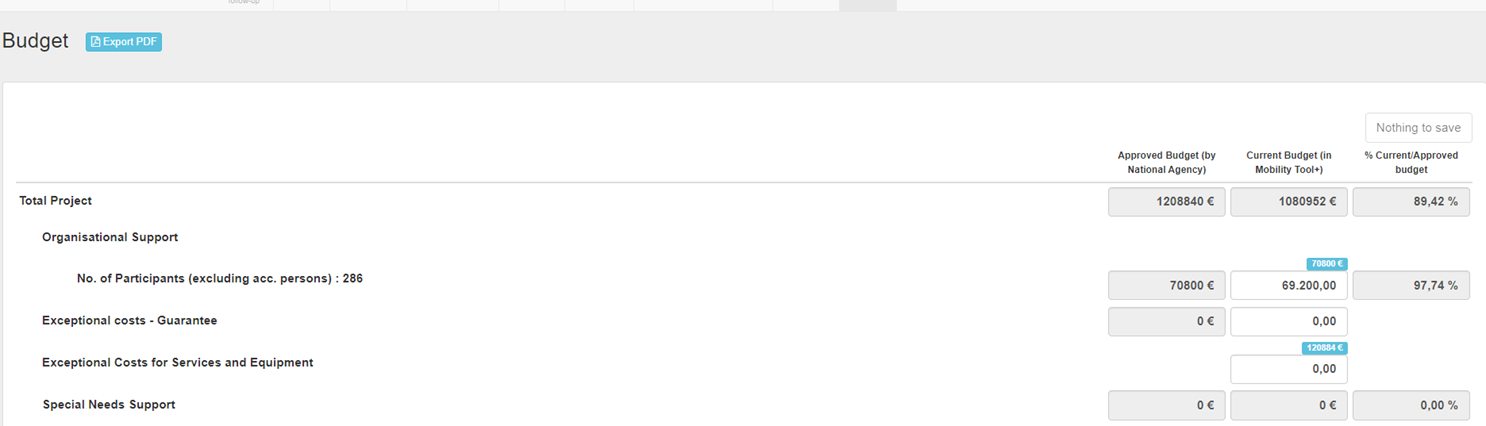 follow-up
Budget
Export PDF
Nothing to save
Approved Budget (by National Agency)
Current Budget (in Mobility Tool+)
% Current/Approved budget
Total Project 1208840 € 1080952 € 89,42 %
Organisational Support
70800 €
No. of Participants (excluding acc. persons) : 286 70800 € 69.200,00 97,74 %
Exceptional costs - Guarantee 0 € 0,00
120884 €
Exceptional Costs for Services and Equipment 0,00
Special Needs Support 0 € 0 € 0,00 %